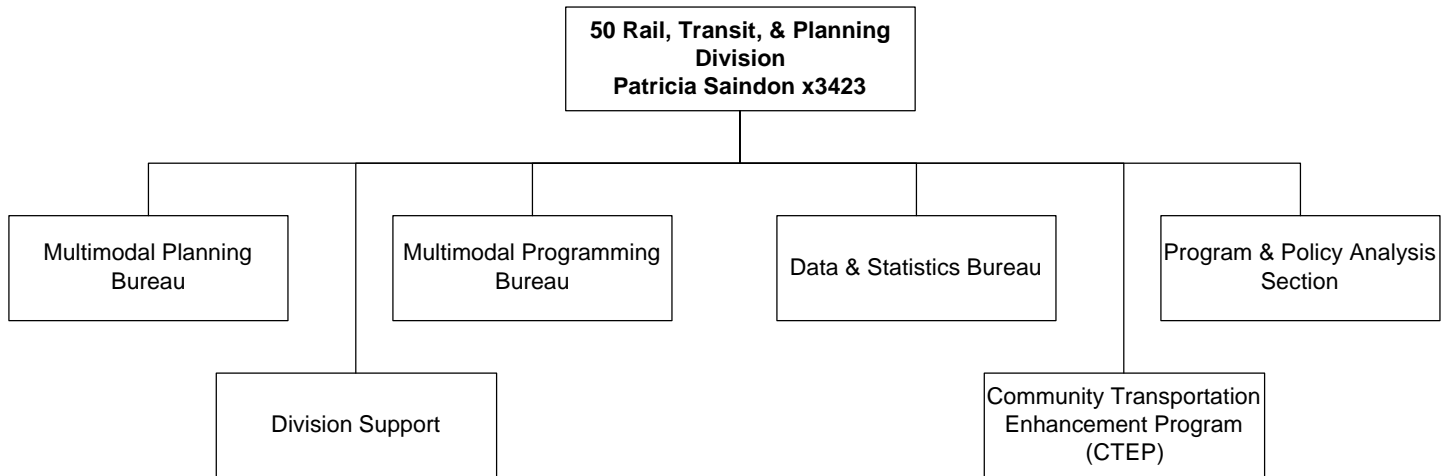 50 Rail, Transit, & Planning
Division
Patricia Saindon x3423
Multimodal Planning
Bureau
Multimodal Programming
Bureau
Data & Statistics Bureau
Program & Policy Analysis
Section
Division Support
Community Transportation
Enhancement Program
(CTEP)